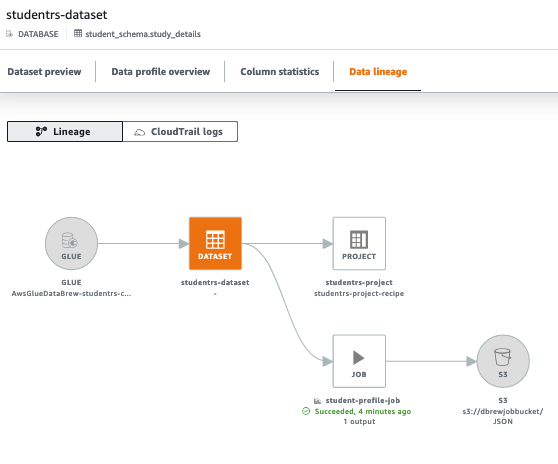 studentrs-dataset
DATABASE student_schema.study_details
Dataset preview Data profile overview Column statistics Data lineage
Lineage CloudTrail logs
GLUE DATASET PROJECT
GLUE studentrs-dataset studentrs-project
AwsGlueDataBrew-studentrs-c... - studentrs-project-recipe
JOB S3
student-profile-job S3
Succeeded, 4 minutes ago s3://dbrewjobbucket/
1 output JSON